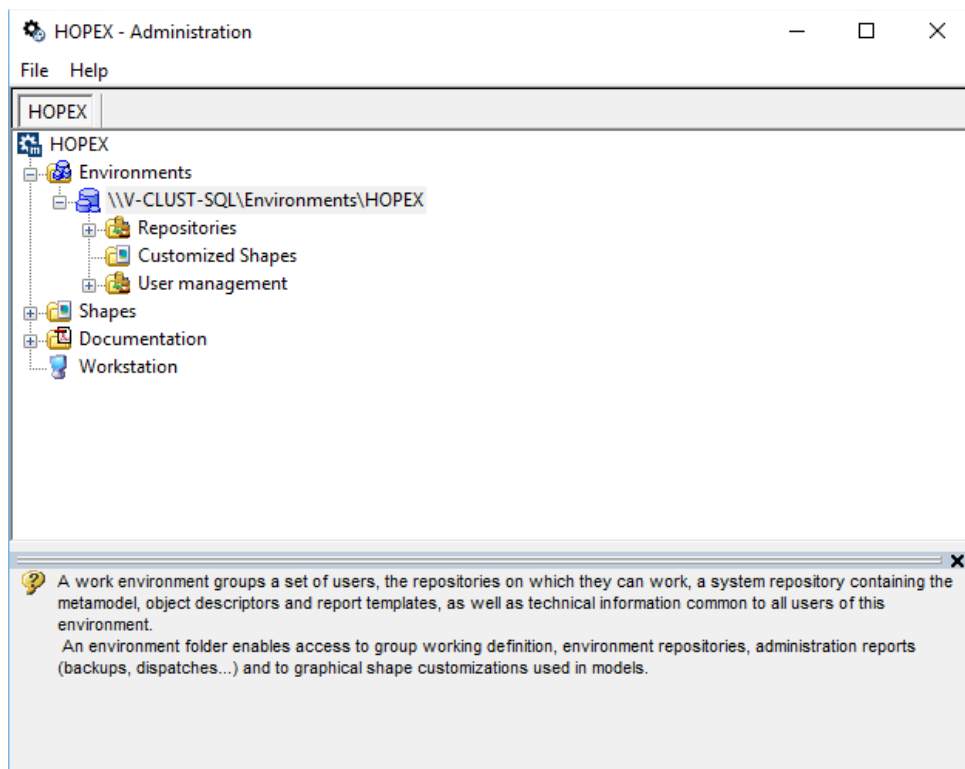 HOPEX - Administration
File Help
HOPEX
HOPEX
Environments
\\V-CLUST-SQL\Environments\HOPEX
Repositories
Customized Shapes
User management
Shapes
Documentation
Workstation
A work environment groups a set of users, the repositories on which they can work, a system repository containing the
metamodel, object descriptors and report templates, as well as technical information common to all users of this
environment.
An environment folder enables access to group working definition, environment repositories, administration reports
(backups, dispatches...) and to graphical shape customizations used in models.